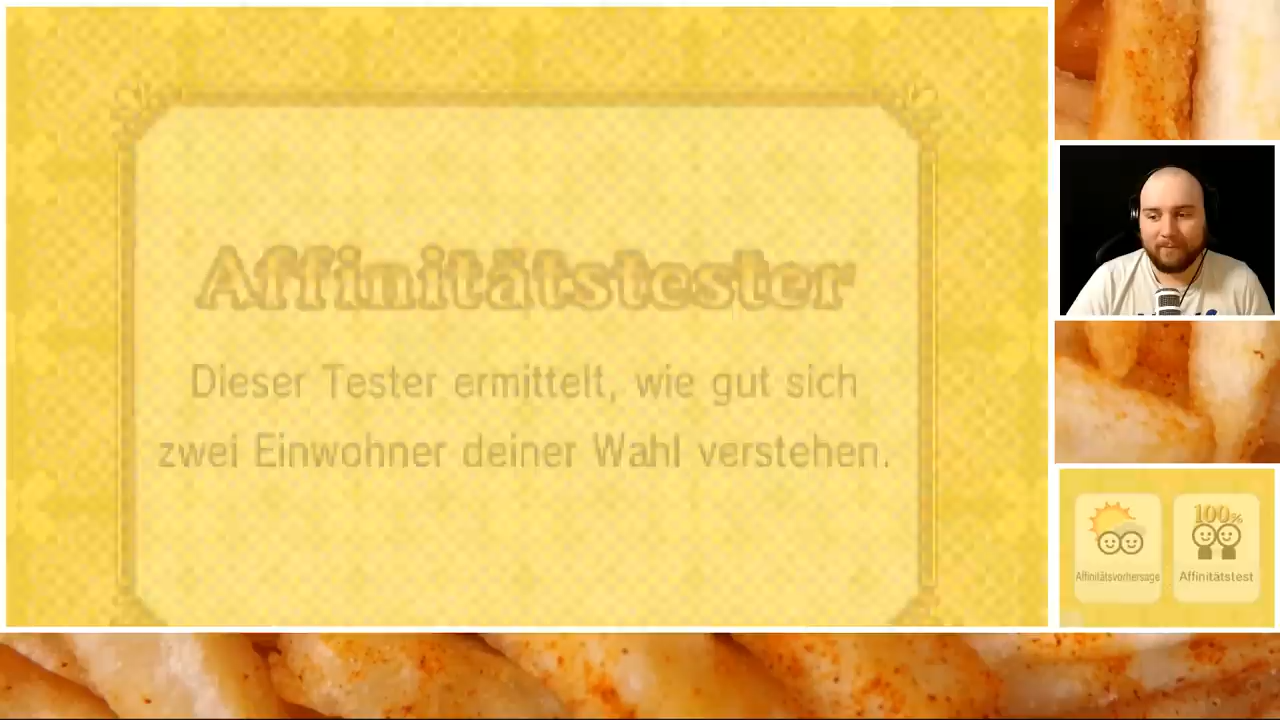 Affinitätstester
Dieser Tester ermittelt, wie gut sich
zwei Einwohner deiner Wahl verstehen.
100%
Affinitätsvorhersage
Affinitätstest